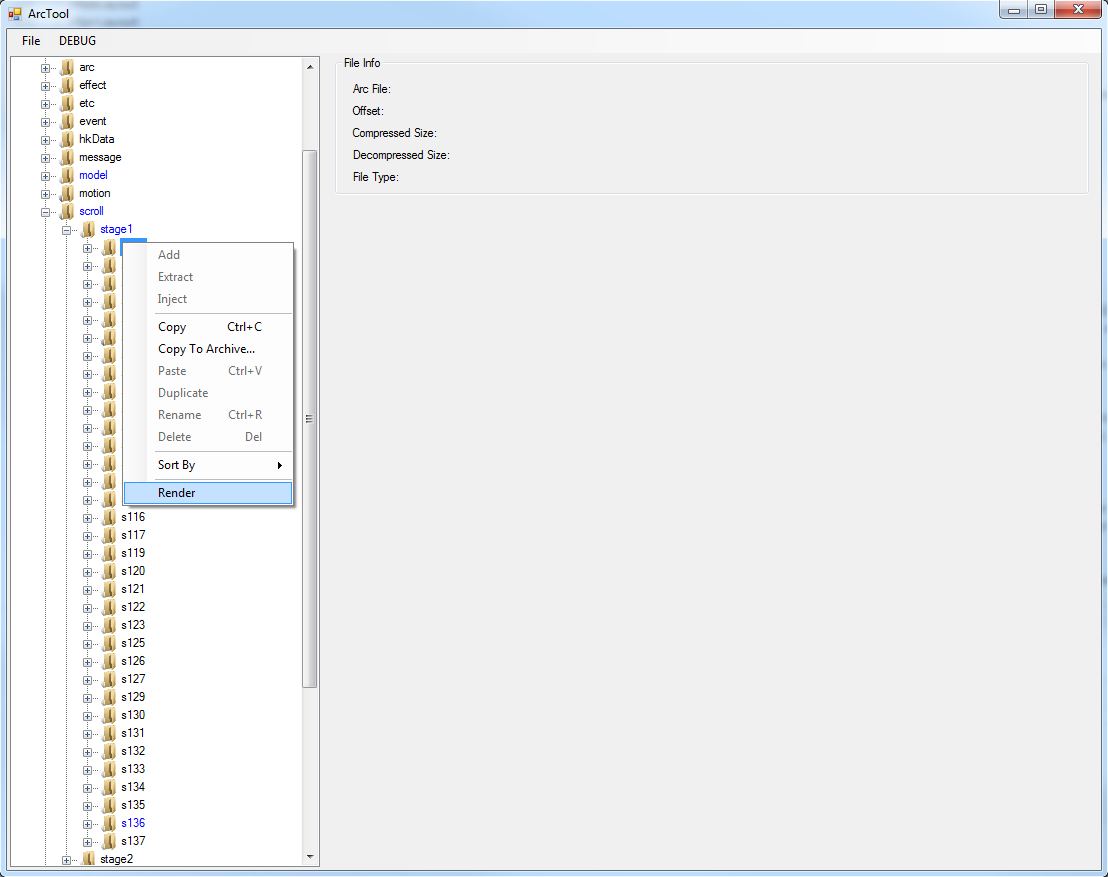 ArcTool
File DEBUG
arc
effect
etc
event
hkData
message
model
motion
scroll
stage1
Add
Extract
Inject
Copy Ctrl+C
Copy To Archive...
Paste Ctrl+V
Duplicate
Rename Ctrl+R
Delete Del
Sort By
Render
s116
s117
s119
s120
s121
s122
s123
s125
s126
s127
s129
s130
s131
s132
s133
s134
s135
s136
s137
stage2
File Info
Arc File:
Offset:
Compressed Size:
Decompressed Size:
File Type: